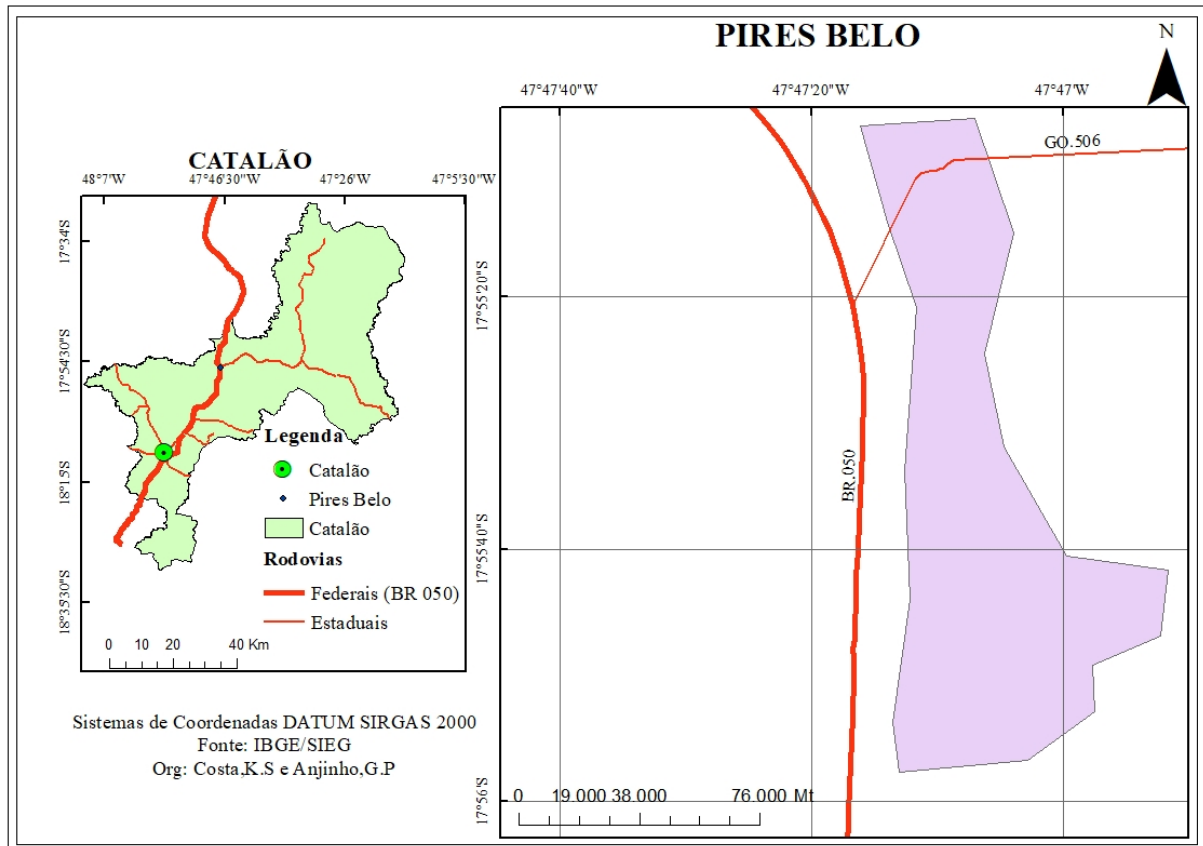 PIRES BELO
N
47°47'40"W 47°47'20"W 47°47'W
GO.506
BR.050
17°55'20"S
17°55'40"S
17°56'S
0 19.000 38.000 76.000 Mt
CATALÃO
48°7'W 47°46'30"W 47°26'W 47°5'30"W
17°34'S
17°54'30"S
18°15'S
18°35'30"S
Legenda
Catalão
Pires Belo
Catalão
Rodovias
Federais (BR 050)
Estaduais
0 10 20 40 Km
Sistemas de Coordenadas DATUM SIRGAS 2000
Fonte: IBGE/SIEG
Org: Costa,K.S e Anjinho,G.P